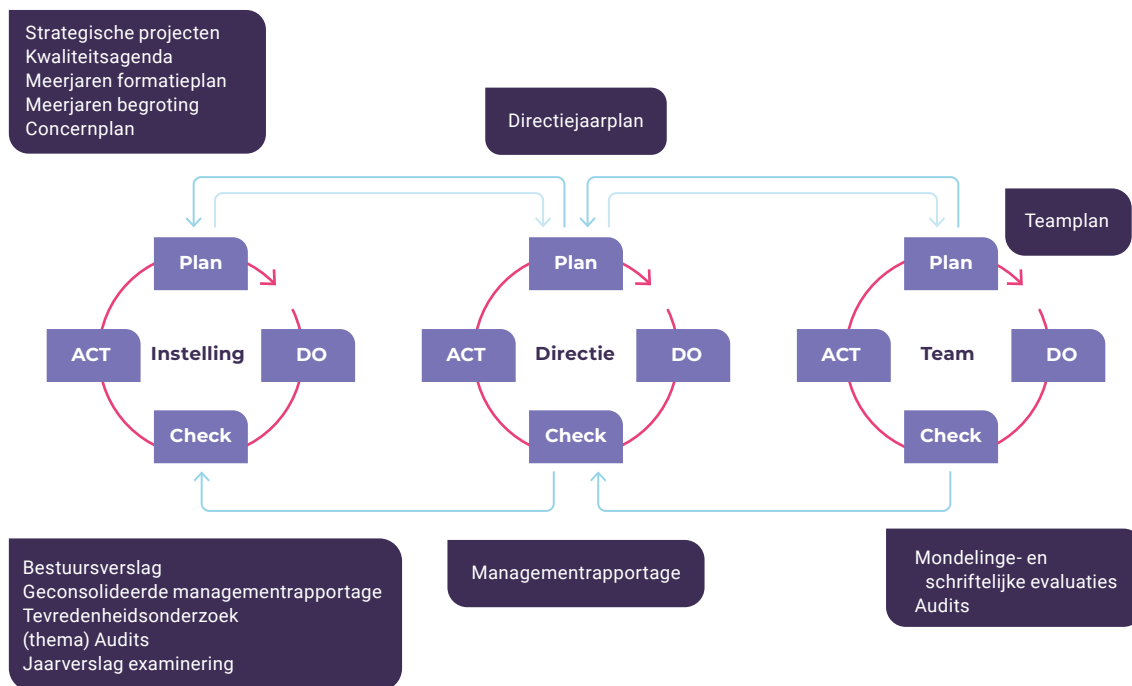 Strategische projecten
Kwaliteitsagenda
Meerjaren formatieplan
Meerjaren begroting
Concernplan
Directiejaarplan
Teamplan
Plan
ACT
Instelling
DO
Check
Plan
ACT
Directie
DO
Check
Plan
ACT
Team
DO
Check
Bestuursverslag
Geconsolideerde managementrapportage
Tevredenheidsonderzoek
(thema) Audits
Jaarverslag examinering
Managementrapportage
Mondelinge- en
schriftelijke evaluaties
Audits